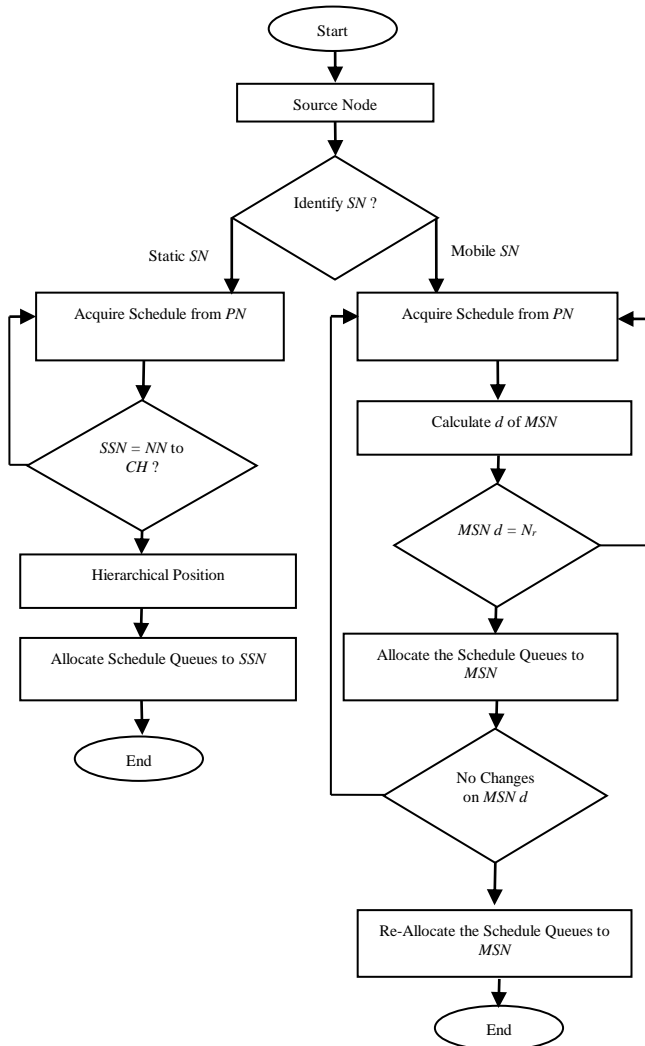 Start
Source Node
Identify SN ?
Static SN
Mobile SN
Acquire Schedule from PN
Acquire Schedule from PN
SSN = NN to
CH ?
Calculate d of MSN
MSN d = Nr
Hierarchical Position
Allocate Schedule Queues to SSN
Allocate the Schedule Queues to
MSN
End
No Changes
on MSN d
Re-Allocate the Schedule Queues to
MSN
End